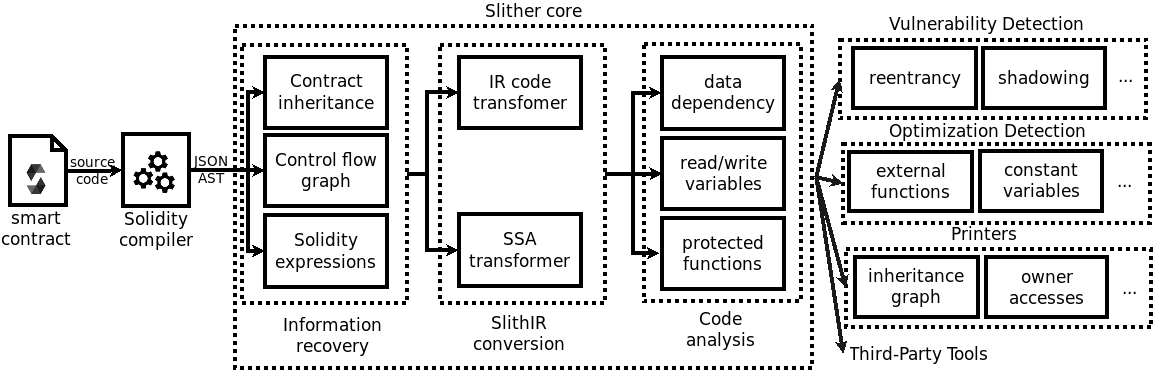 Slither core
Vulnerability Detection
reentrancy
shadowing
...
Optimization Detection
external
functions
constant
variables
...
Printers
inheritance
graph
owner
accesses
...
Third-Party Tools
smart
contract
source
code
Solidity
compiler
JSON
AST
Contract
inheritance
Control flow
graph
Solidity
expressions
Information
recovery
IR code
transfomer
SSA
transformer
SlithIR
conversion
data
dependency
read/write
variables
protected
functions
Code
analysis